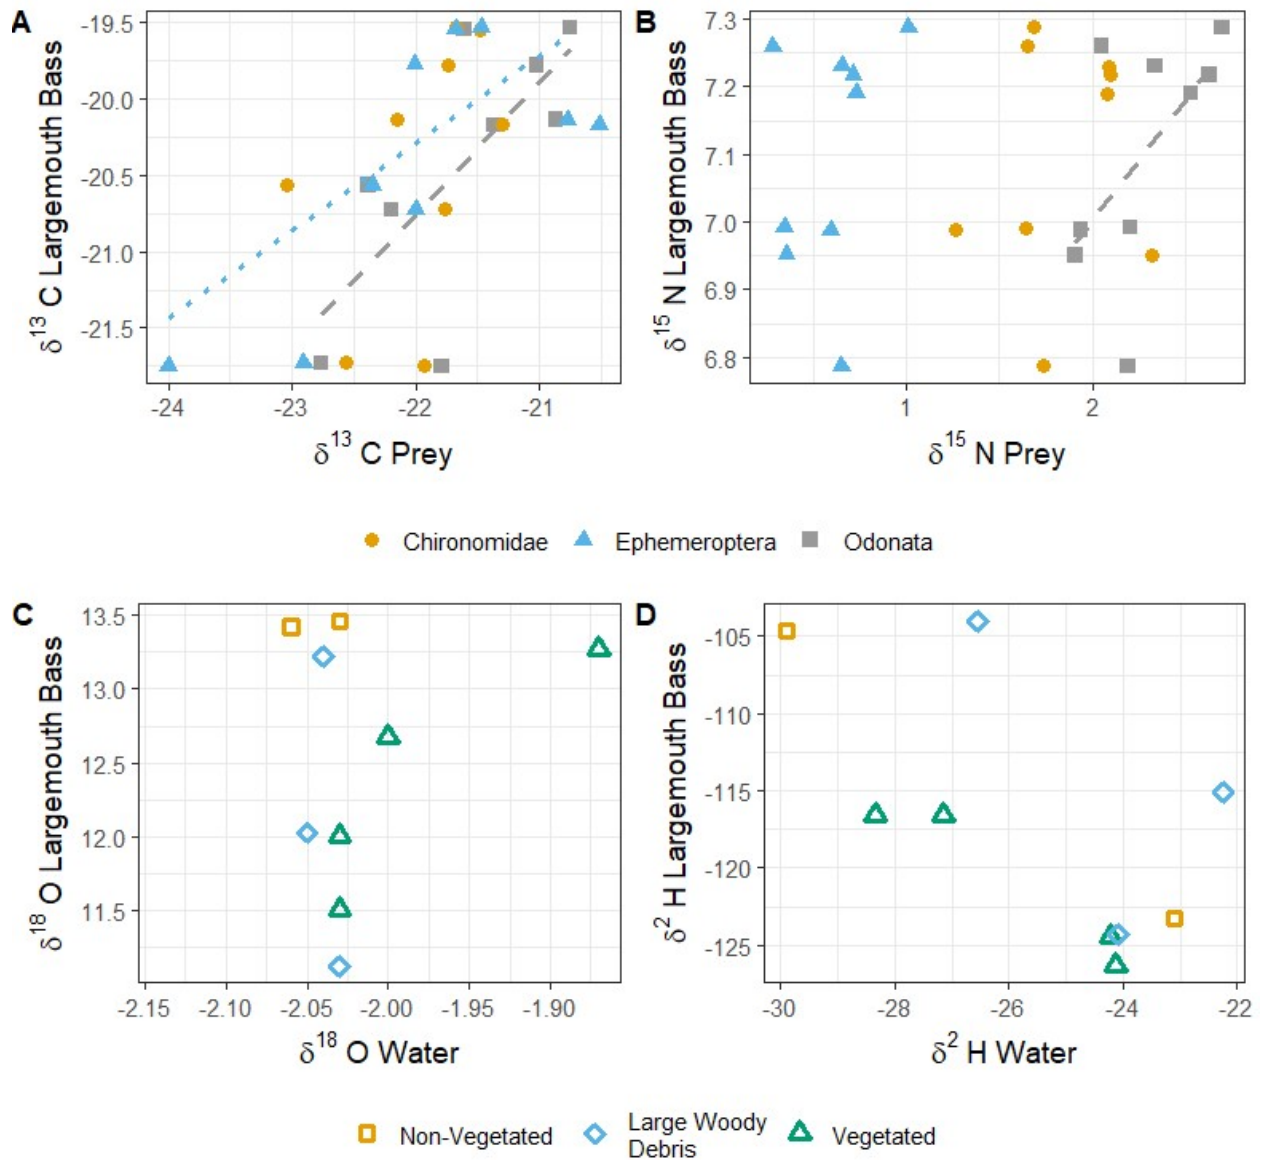 A
δ13 C Largemouth Bass
-19.5
-20.0
-20.5
-21.0
-21.5
-24
-23
-22
-21
δ13 C Prey
B
δ15 N Largemouth Bass
7.3
7.2
7.1
7.0
6.9
6.8
1
2
δ15 N Prey
Chironomidae
Ephemeroptera
Odonata
C
δ18 O Largemouth Bass
13.5
13.0
12.5
12.0
11.5
-2.15
-2.10
-2.05
-2.00
-1.95
-1.90
δ18 O Water
D
δ2 H Largemouth Bass
-105
-110
-115
-120
-125
-30
-28
-26
-24
-22
δ2 H Water
Non-Vegetated
Large Woody
Debris
Vegetated